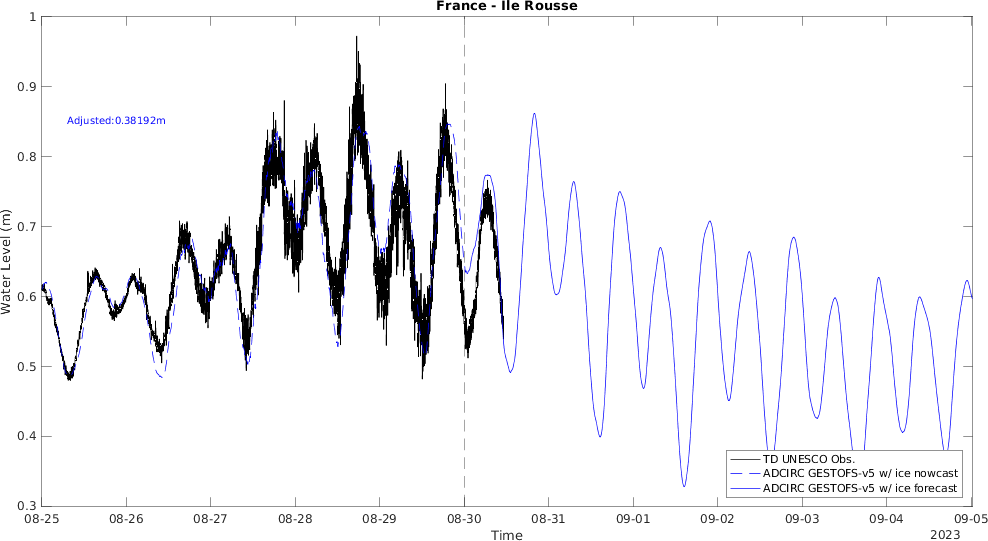 France - Ile Rousse
1
0.9
0.8
0.7
0.6
0.5
0.4
0.3
Water Level (m)
Adjusted:0.38192m
TD UNESCO Obs.
ADCIRC GESTOFS-v5 w/ ice nowcast
ADCIRC GESTOFS-v5 w/ ice forecast
08-25 08-26 08-27 08-28 08-29 08-30 08-31 09-01 09-02 09-03 09-04 09-05
Time
2023